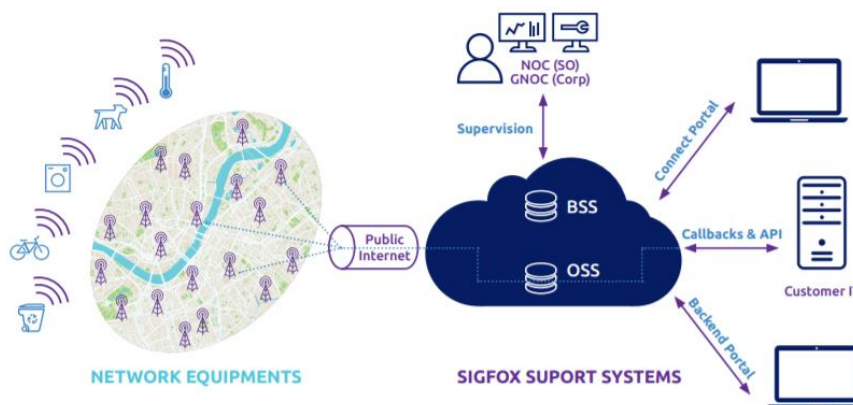 NOC (SO)
GNOC (Corp)
Supervision
Connect Portal
BSS
Public
Internet
Callbacks & API
OSS
Customer I
Backend Portal
NETWORK EQUIPMENTS
SIGFOX SUPORT SYSTEMS